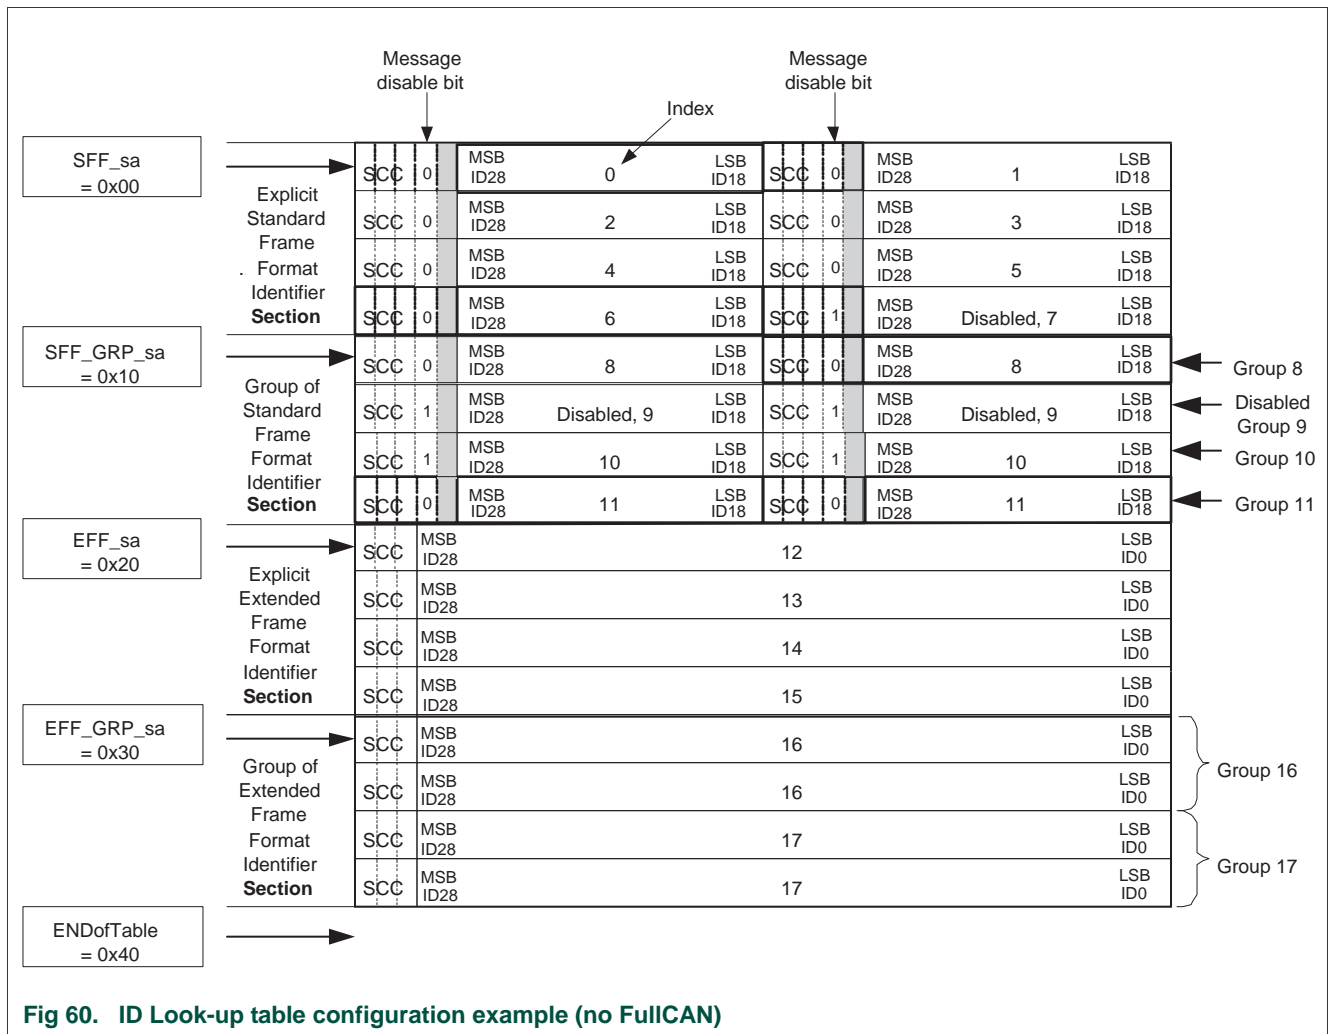 Message
disable bit
Message
disable bit
Index
SFF_sa
= 0x00
Explicit
Standard
Frame
. Format
Identifier
Section
SCC 0 MSB ID28 0 LSB ID18 SCC 0 MSB ID28 1 LSB ID18
SCC 0 MSB ID28 2 LSB ID18 SCC 0 MSB ID28 3 LSB ID18
SCC 0 MSB ID28 4 LSB ID18 SCC 0 MSB ID28 5 LSB ID18
SCC 0 MSB ID28 6 LSB ID18 SCC 1 MSB ID28 Disabled, 7 LSB ID18
SFF_GRP_sa
= 0x10
Group of
Standard
Frame
Format
Identifier
Section
SCC 0 MSB ID28 8 LSB ID18 SCC 0 MSB ID28 8 LSB ID18 Group 8
SCC 1 MSB ID28 Disabled, 9 LSB ID18 SCC 1 MSB ID28 Disabled, 9 LSB ID18 Disabled
Group 9
SCC 1 MSB ID28 10 LSB ID18 SCC 1 MSB ID28 10 LSB ID18 Group 10
SCC 0 MSB ID28 11 LSB ID18 SCC 0 MSB ID28 11 LSB ID18 Group 11
EFF_sa
= 0x20
Explicit
Extended
Frame
Format
Identifier
Section
SCC MSB ID28 12 LSB ID0
SCC MSB ID28 13 LSB ID0
SCC MSB ID28 14 LSB ID0
SCC MSB ID28 15 LSB ID0
EFF_GRP_sa
= 0x30
Group of
Extended
Frame
Format
Identifier
Section
SCC MSB ID28 16 LSB ID0
SCC MSB ID28 16 LSB ID0
Group 16
SCC MSB ID28 17 LSB ID0
SCC MSB ID28 17 LSB ID0
Group 17
ENDofTable
= 0x40
Fig 60. ID Look-up table configuration example (no FullCAN)